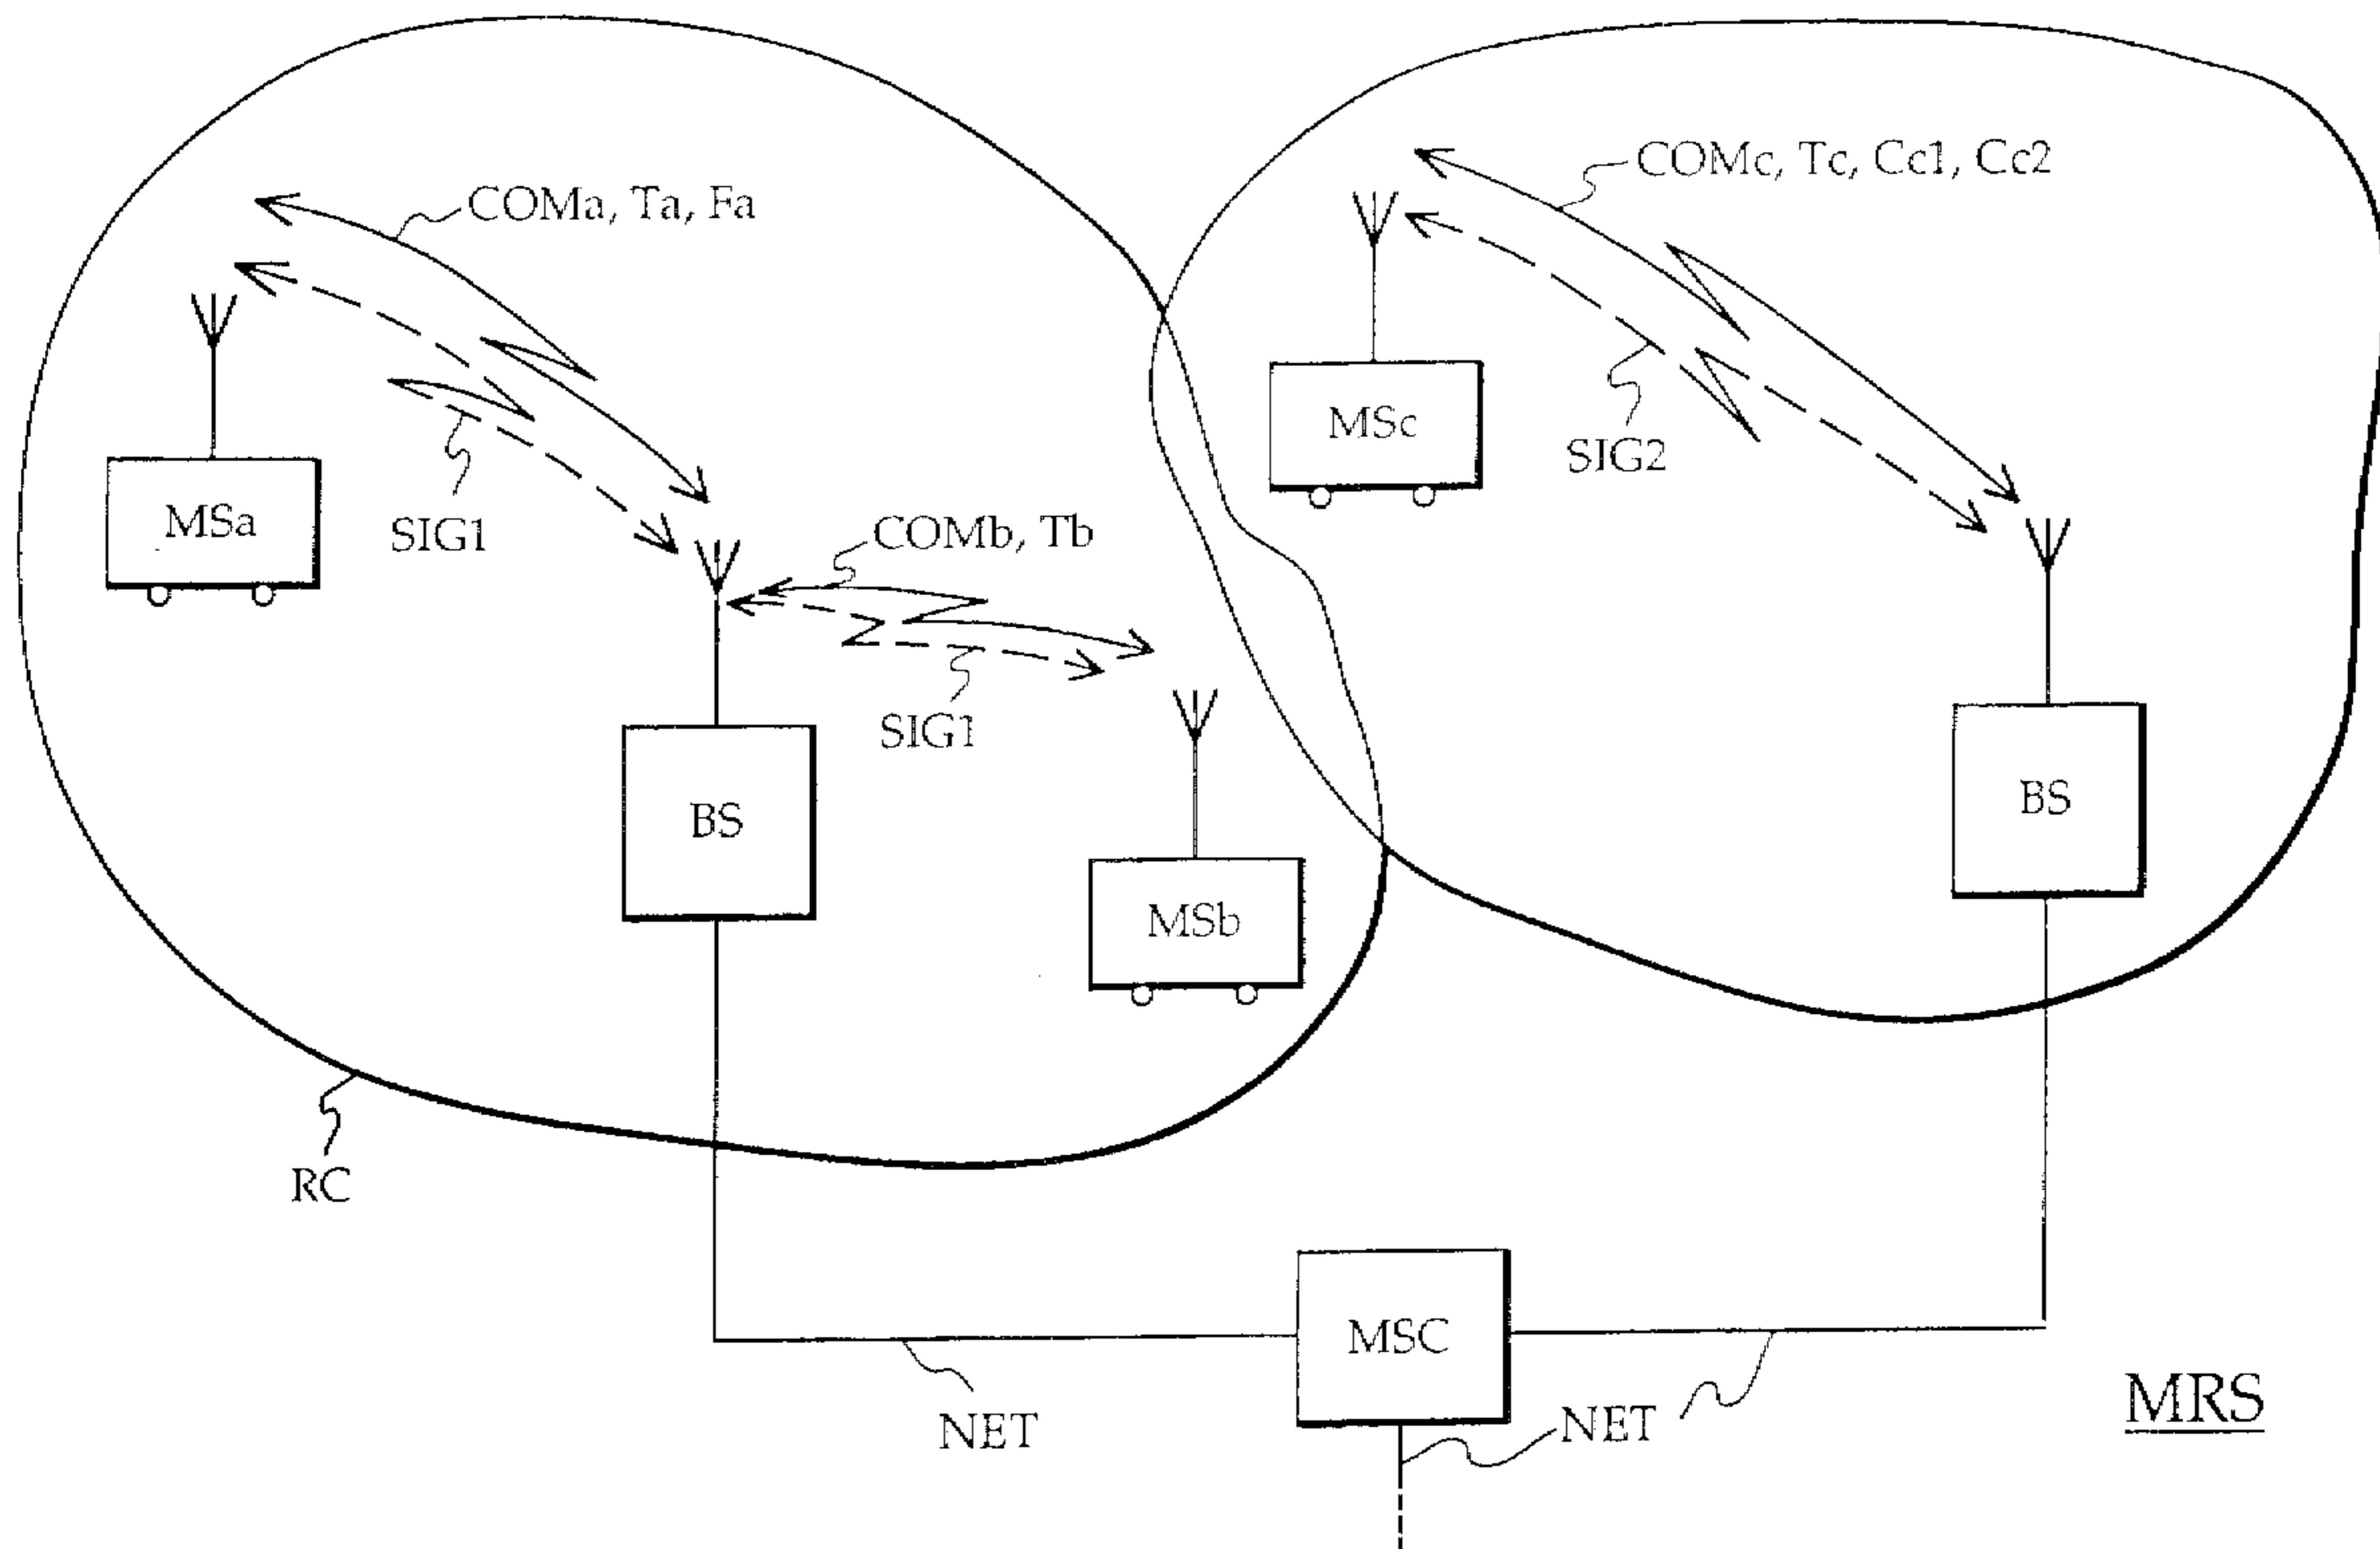 COMc, Tc, Cc1, Cc2
COMa, Ta, Fa
MSc
SIG2
MSa
SIG1
COMb, Tb
SIG1
BS
BS
MSb
RC
MSC
NET
NET
MRS